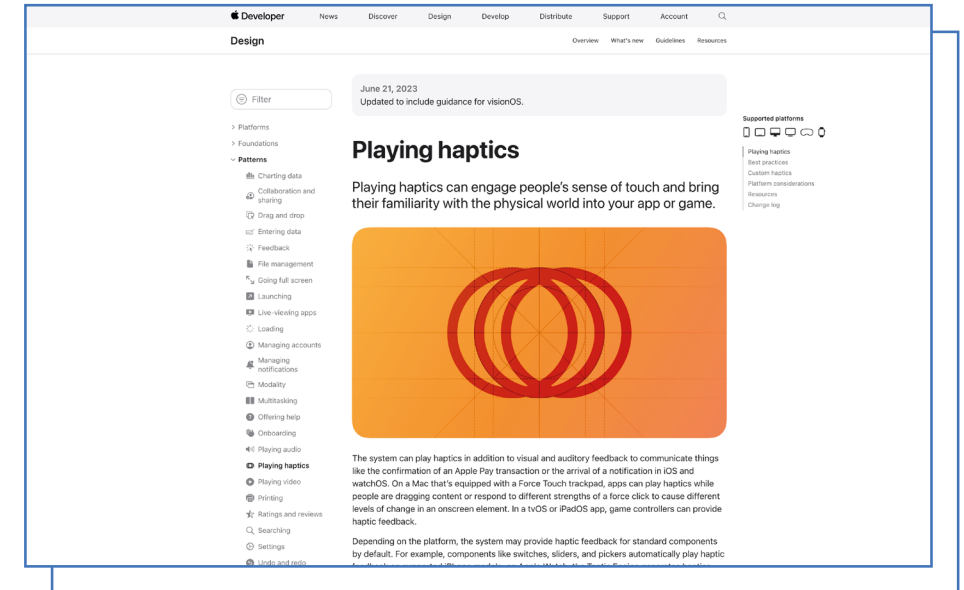 Developer News Discover Design Develop Distribute Support Account
Design Overview What's new Guidelines Resources
Filter
Platforms
Foundations
Patterns
Charting data
Collaboration and
sharing
Drag and drop
Entering data
Feedback
File management
Going full screen
Launching
Live-viewing apps
Loading
Managing accounts
Managing
notifications
Modality
Multitasking
Offering help
Onboarding
Playing audio
Playing haptics
Playing video
Printing
Ratings and reviews
Searching
Settings
Undo and redo
June 21, 2023
Updated to include guidance for visionOS.
Playing haptics
Playing haptics can engage people's sense of touch and bring
their familiarity with the physical world into your app or game.
The system can play haptics in addition to visual and auditory feedback to communicate things
like the confirmation of an Apple Pay transaction or the arrival of a notification in iOS and
watchOS. On a Mac that's equipped with a Force Touch trackpad, apps can play haptics while
people are dragging content or respond to different strengths of a force click to cause different
levels of change in an onscreen element. In a tvOS or iPadOS app, game controllers can provide
haptic feedback.
Depending on the platform, the system may provide haptic feedback for standard components
by default. For example, components like switches, sliders, and pickers automatically play haptic
Supported platforms
Playing haptics
Best practices
Custom haptics
Platform considerations
Resources
Change log